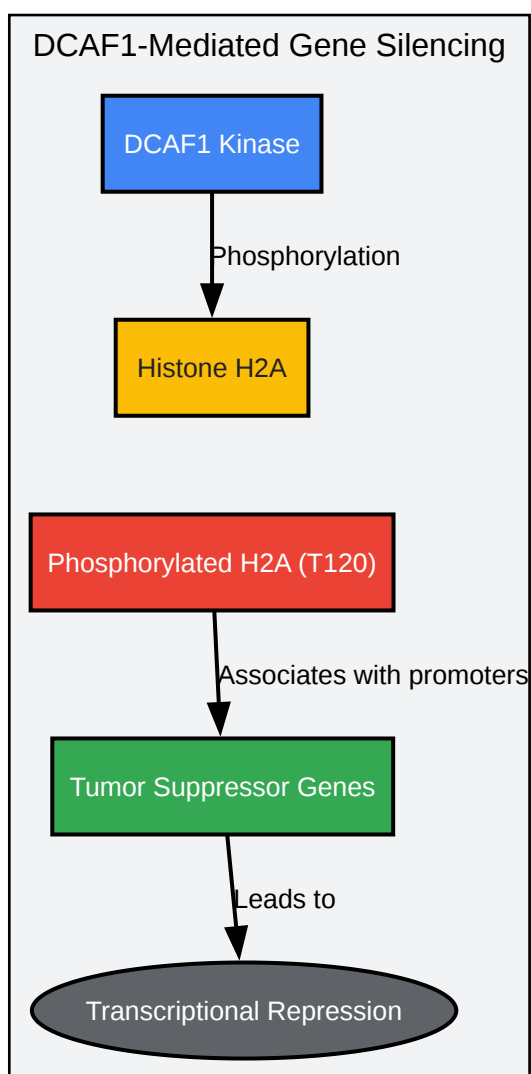 DCAF1-Mediated Gene Silencing
DCAF1 Kinase
Phosphorylation
Histone H2A
Phosphorylated H2A (T120)
Associates with promoters
Tumor Suppressor Genes
Leads to
Transcriptional Repression